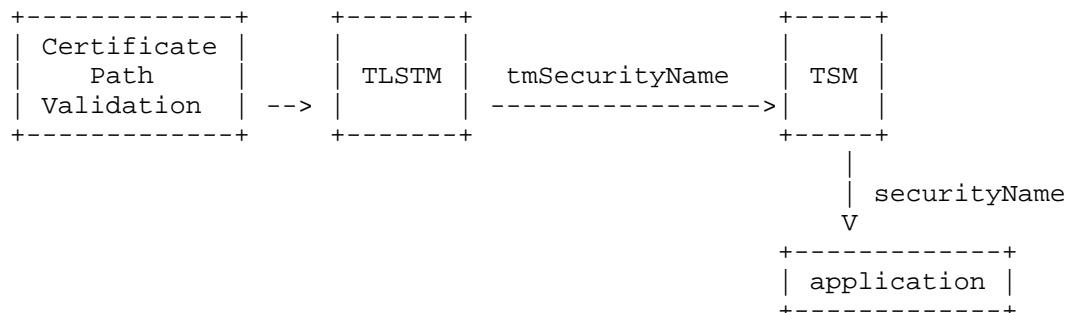 +-------------+     +-------+                   +-----+
| Certificate |     |       |                   |     |
|    Path     |     | TLSTM |  tmSecurityName   | TSM |
| Validation  | --> |       | ----------------->|     |
+-------------+     +-------+                   +-----+
                                                    |
                                                    | securityName
                                                    V
                                                +-------------+
                                                | application |
                                                +-------------+